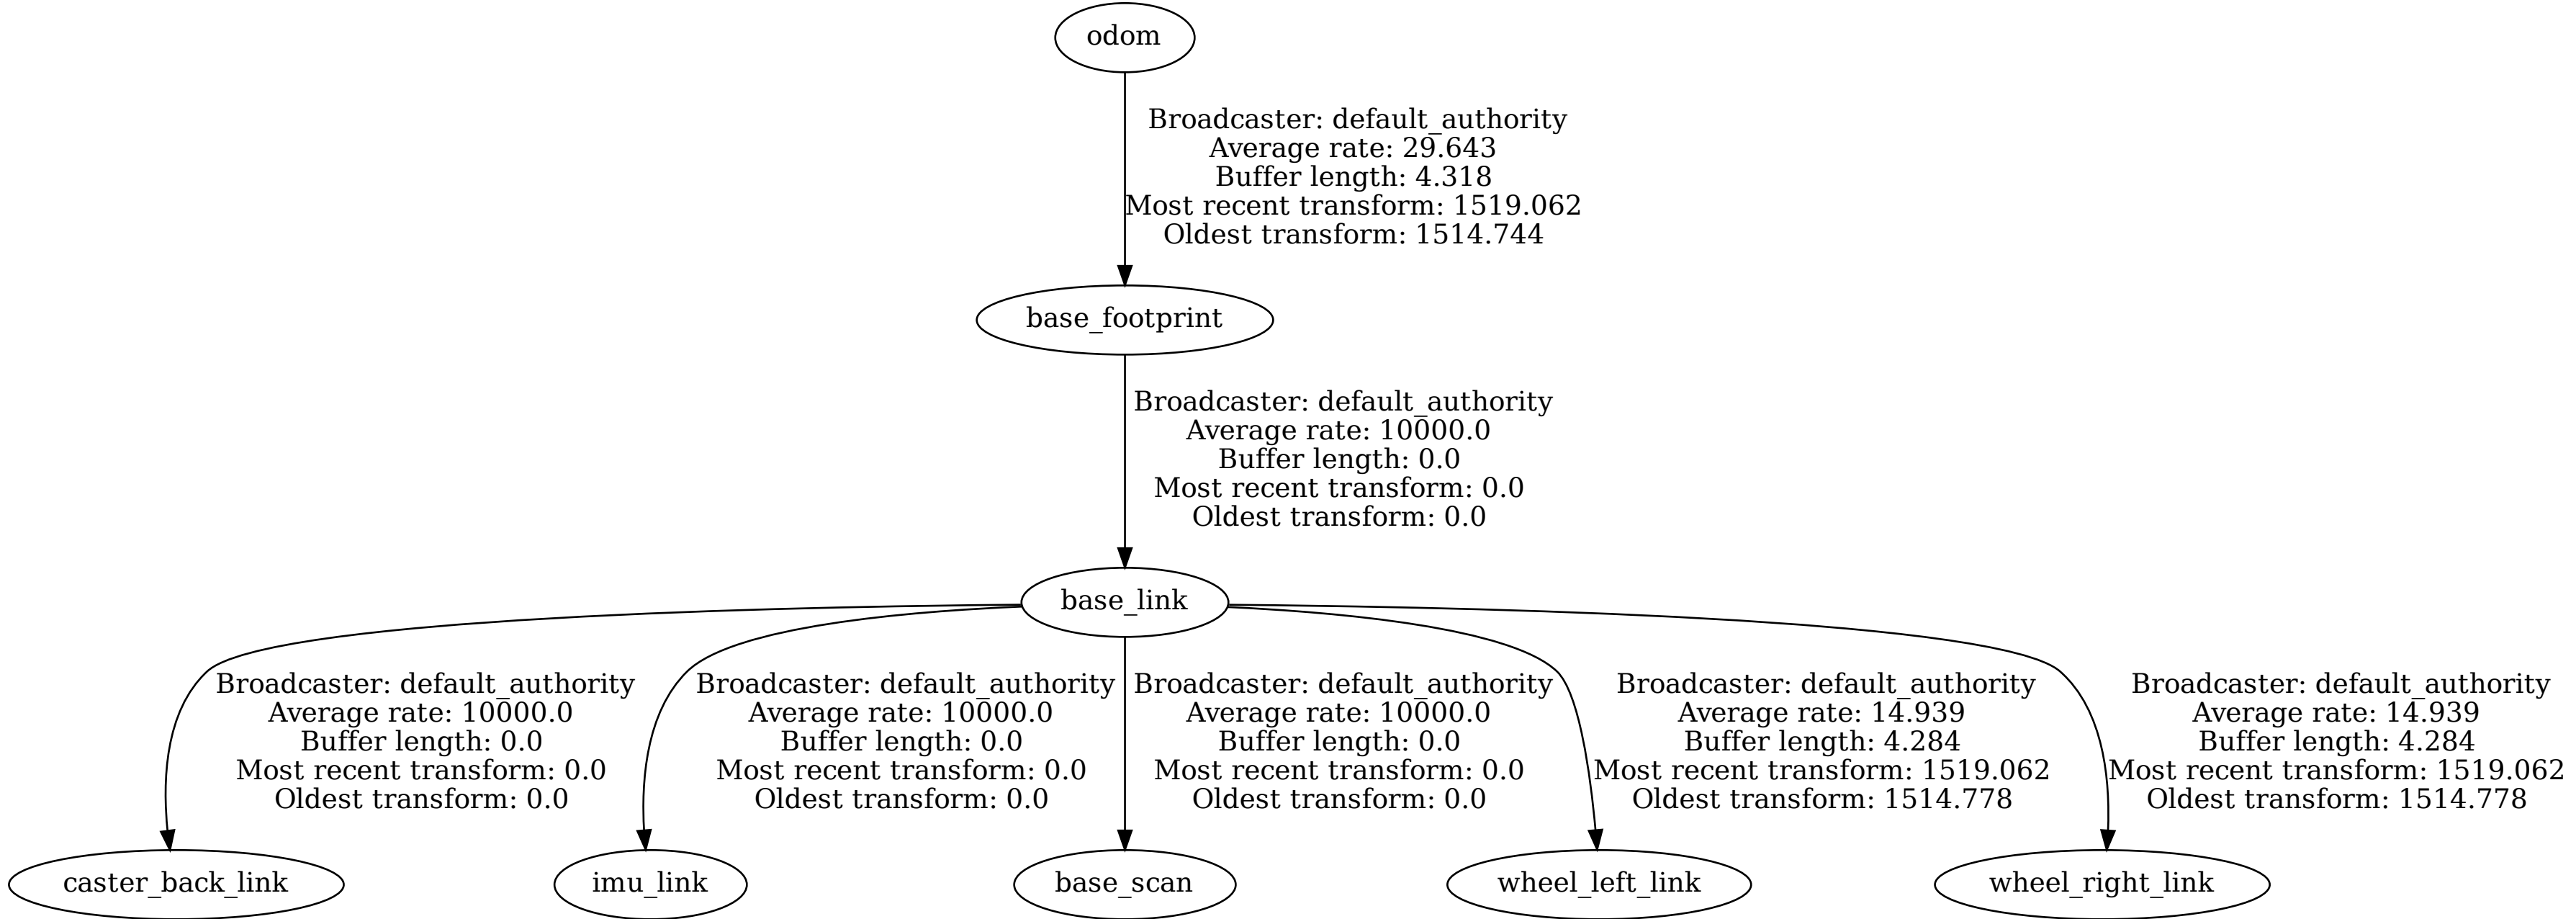 odom
Broadcaster: default_authority
Average rate: 29.643
Buffer length: 4.318
Most recent transform: 1519.062
Oldest transform: 1514.744
base_footprint
Broadcaster: default_authority
Average rate: 10000.0
Buffer length: 0.0
Most recent transform: 0.0
Oldest transform: 0.0
base_link
Broadcaster: default_authority
Average rate: 10000.0
Buffer length: 0.0
Most recent transform: 0.0
Oldest transform: 0.0
Broadcaster: default_authority
Average rate: 10000.0
Buffer length: 0.0
Most recent transform: 0.0
Oldest transform: 0.0
Broadcaster: default_authority
Average rate: 10000.0
Buffer length: 0.0
Most recent transform: 0.0
Oldest transform: 0.0
Broadcaster: default_authority
Average rate: 14.939
Buffer length: 4.284
Most recent transform: 1519.062
Oldest transform: 1514.778
Broadcaster: default_authority
Average rate: 14.939
Buffer length: 4.284
Most recent transform: 1519.062
Oldest transform: 1514.778
caster_back_link
imu_link
base_scan
wheel_left_link
wheel_right_link